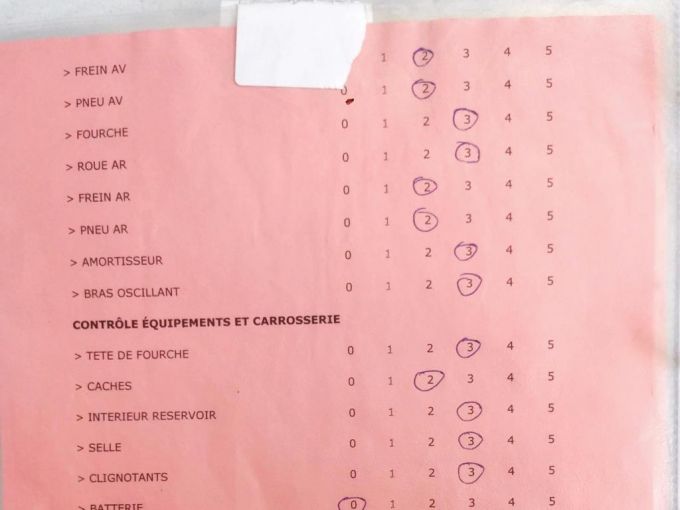 > FREIN AV 1 2 3 4 5
> PNEU AV 0 1 2 3 4 5
> FOURCHE 0 1 2 3 4 5
> ROUE AR 0 1 2 3 4 5
> FREIN AR 0 1 2 3 4 5
> PNEU AR 0 1 2 3 4 5
> AMORTISSEUR 0 1 2 3 4 5
> BRAS OSCILLANT 0 1 2 3 4 5
CONTRÔLE ÉQUIPEMENTS ET CARROSSERIE
> TETE DE FOURCHE 0 1 2 3 4 5
> CACHES 0 1 2 3 4 5
> INTERIEUR RESERVOIR 0 1 2 3 4 5
> SELLE 0 1 2 3 4 5
> CLIGNOTANTS 0 1 2 3 4 5
> BATTERIE 0 1 2 3 4 5